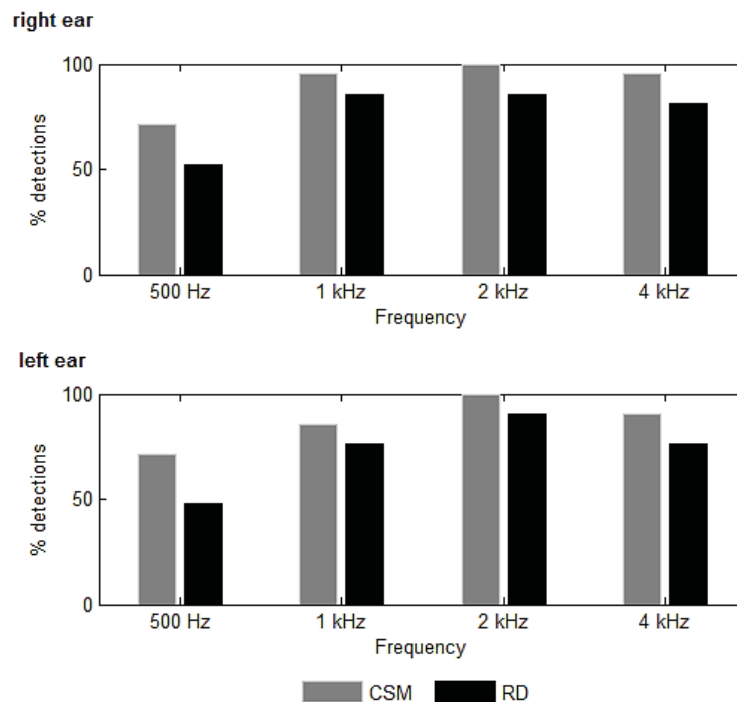 right ear
100
50
0
% detections
500 Hz 1 kHz 2 kHz 4 kHz
Frequency
left ear
100
50
0
% detections
500 Hz 1 kHz 2 kHz 4 kHz
Frequency
CSM RD